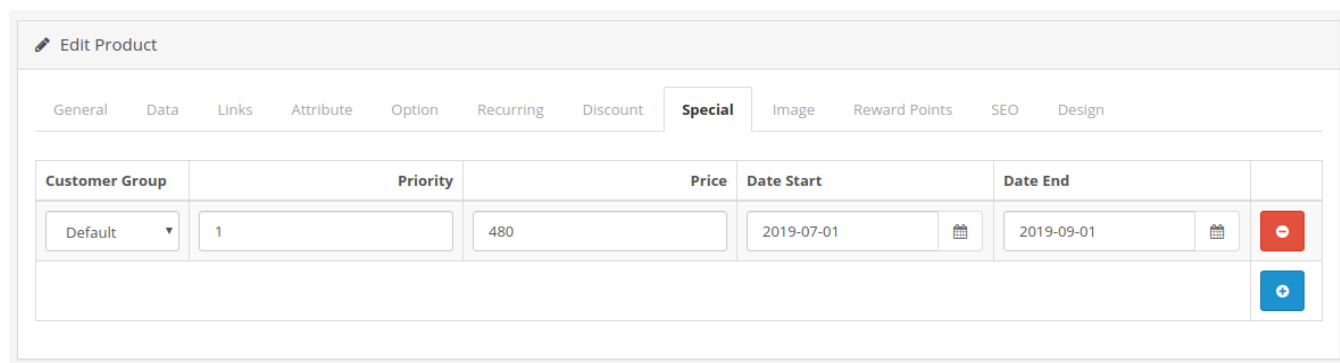 Edit Product
General Data Links Attribute Option Recurring Discount Special Image Reward Points SEO Design
Customer Group Priority Price Date Start Date End
Default 1 480 2019-07-01 2019-09-01